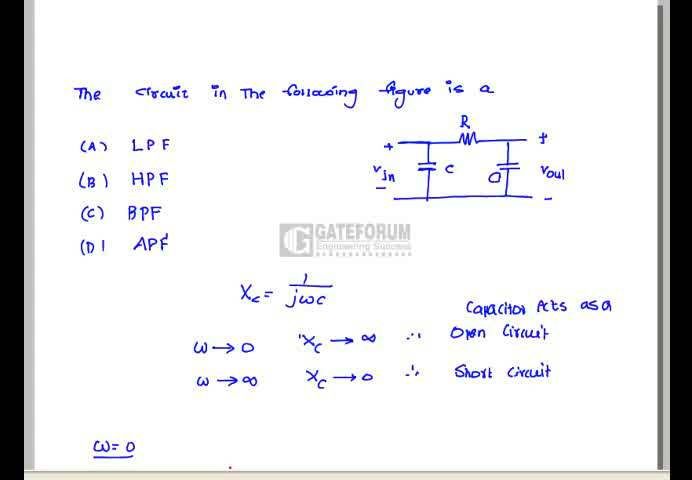 The circuit in the following figure is a
(A) LPF
(B) HPF
(C) BPF
(D) APF
R
+ +
Vin C C Vout
- -
GATEFORUM
Engineering Success
Xc = 1/jωc
Capacitor Acts as a
ω → 0 Xc → ∞ ∴ Open Circuit
ω → ∞ Xc → 0 ∴ Short Circuit
ω = 0